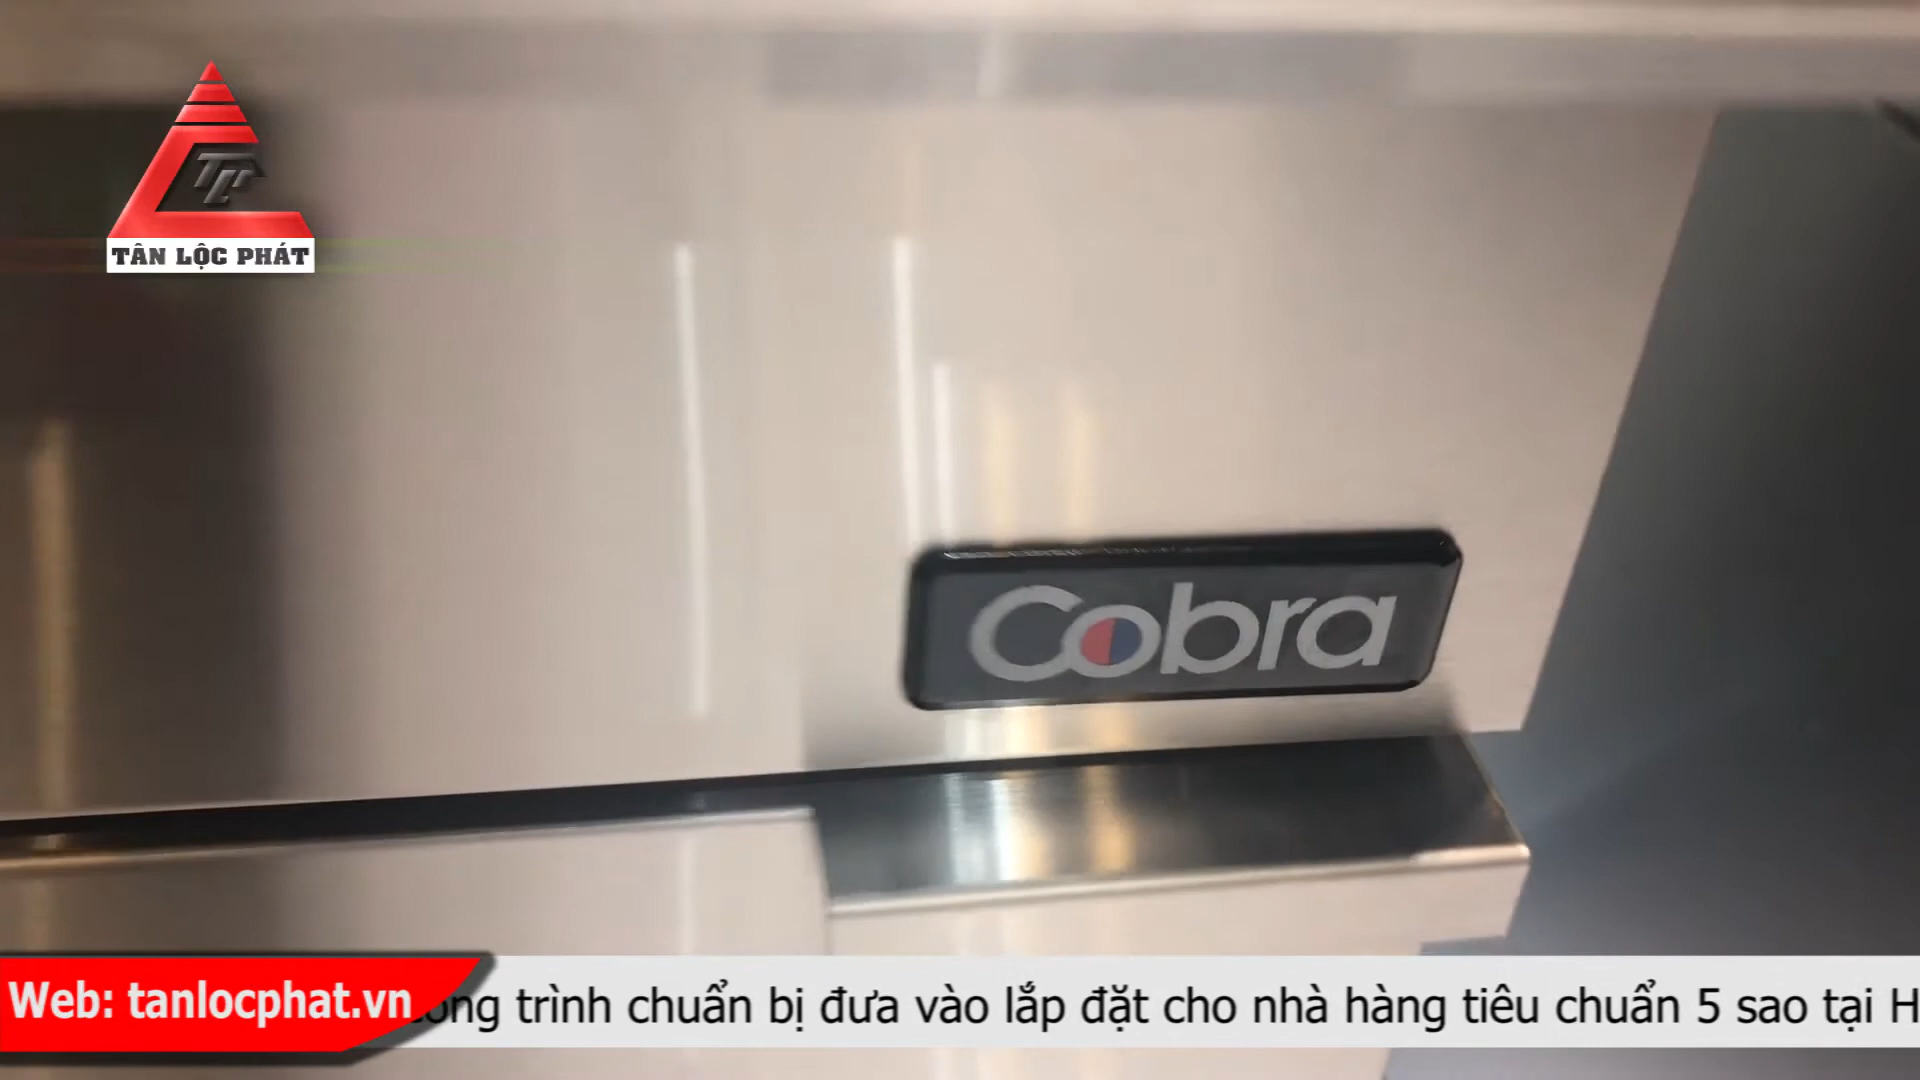 TL
TÂN LỘC PHÁT
Cobra
Web: tanlocphat.vn
trình chuẩn bị đưa vào lắp đặt cho nhà hàng tiêu chuẩn 5 sao tại